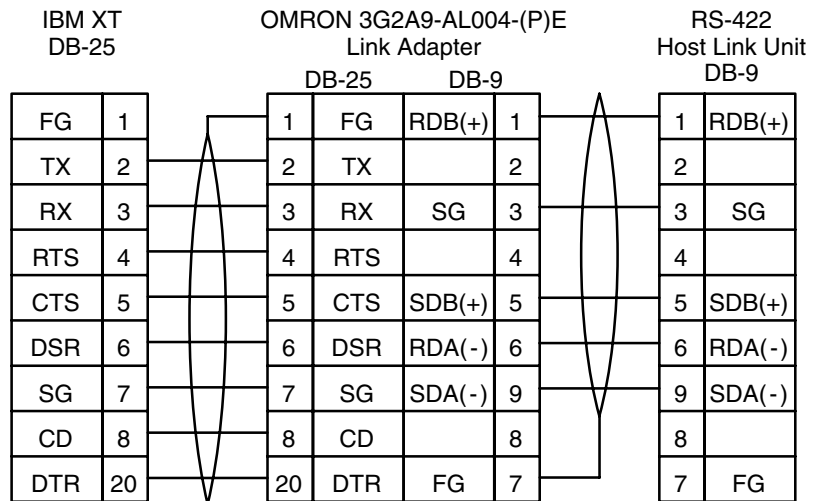 IBM XT OMRON 3G2A9-AL004-(P)E RS-422
DB-25 Link Adapter Host Link Unit
DB-25 DB-9 DB-9
FG 1 1 FG RDB(+) 1 1 RDB(+)
TX 2 2 TX 2 2
RX 3 3 RX SG 3 3 SG
RTS 4 4 RTS 4 4
CTS 5 5 CTS SDB(+) 5 5 SDB(+)
DSR 6 6 DSR RDA(-) 6 6 RDA(-)
SG 7 7 SG SDA(-) 9 9 SDA(-)
CD 8 8 CD 8 8
DTR 20 20 DTR FG 7 7 FG